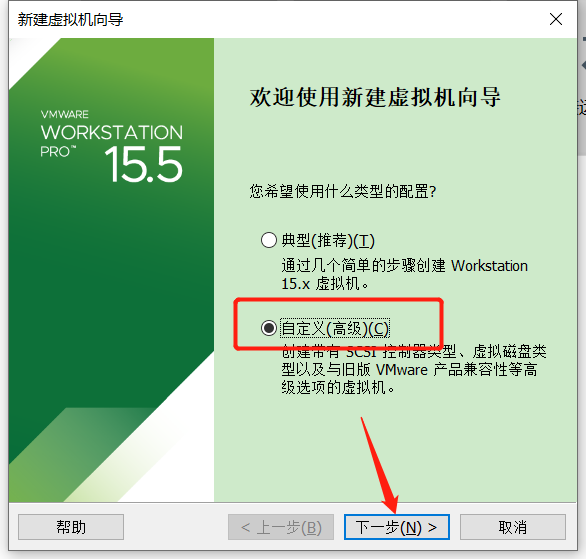 新建虚拟机向导
VMWARE
WORKSTATION
PRO™
15.5
欢迎使用新建虚拟机向导
您希望使用什么类型的配置?
典型(推荐)(T)
通过几个简单的步骤创建 Workstation
15.x 虚拟机。
自定义(高级)(C)
创建带有 SCSI 控制器类型、虚拟磁盘类
型以及与旧版 VMware 产品兼容性等高
级选项的虚拟机。
帮助
< 上一步(B)
下一步(N) >
取消